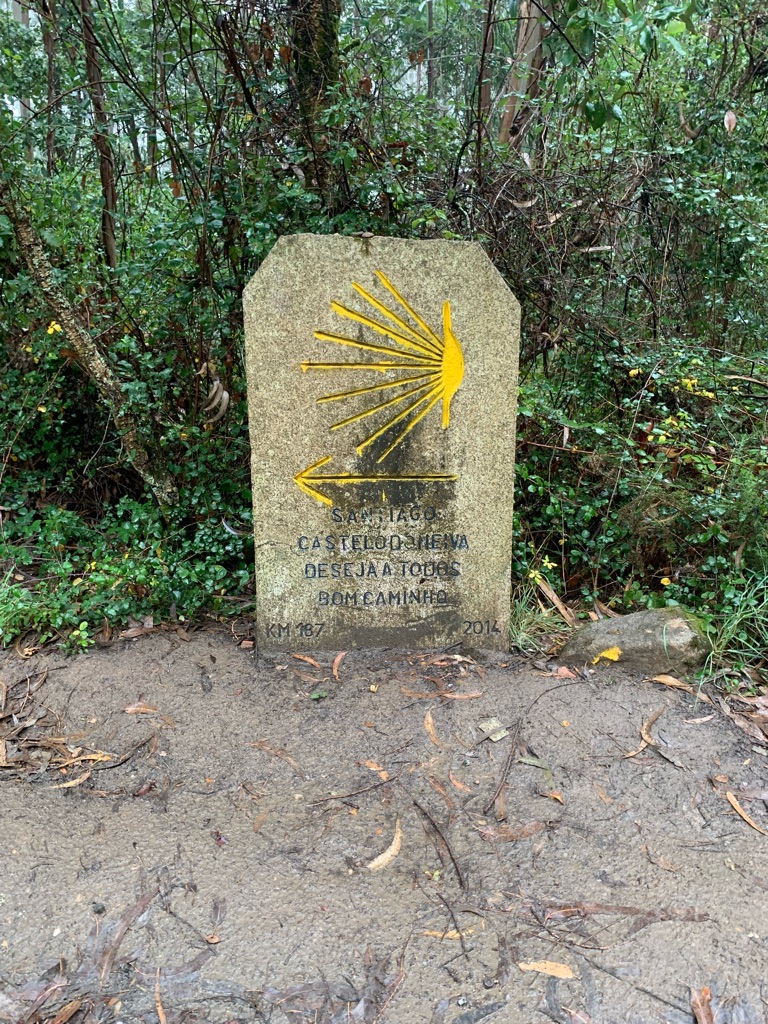 SANTIAGO
CASTELO DO NEIVA
DESEJA A TODOS
BOM CAMINHO
KM 187 2014